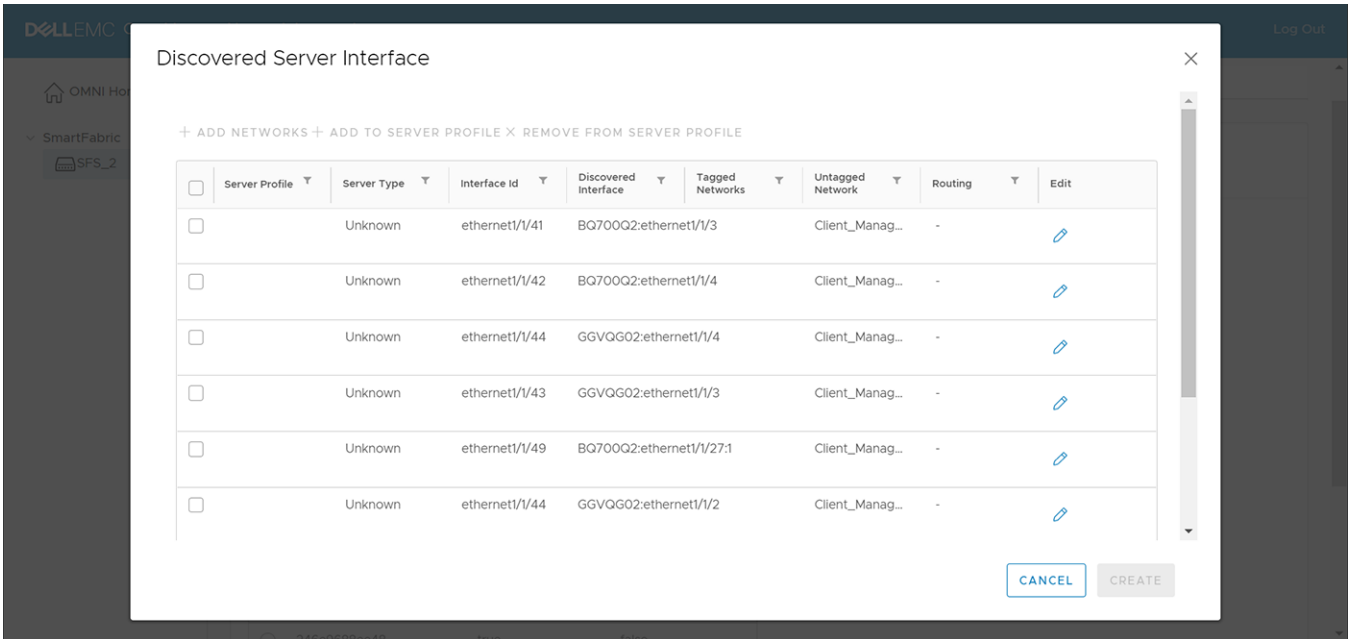 DELLEMC
Log Out
Discovered Server Interface
OMNI
SmartFabric
SFS_2
ADD NETWORKS ADD TO SERVER PROFILE REMOVE FROM SERVER PROFILE
Server Profile Server Type Interface Id Discovered Interface Tagged Networks Untagged Network Routing Edit
Unknown ethernet1/1/41 BQ700Q2:ethernet1/1/3 Client_Manag... -
Unknown ethernet1/1/42 BQ700Q2:ethernet1/1/4 Client_Manag... -
Unknown ethernet1/1/44 GGVQG02:ethernet1/1/4 Client_Manag... -
Unknown ethernet1/1/43 GGVQG02:ethernet1/1/3 Client_Manag... -
Unknown ethernet1/1/49 BQ700Q2:ethernet1/1/27:1 Client_Manag... -
Unknown ethernet1/1/44 GGVQG02:ethernet1/1/2 Client_Manag... -
CANCEL CREATE